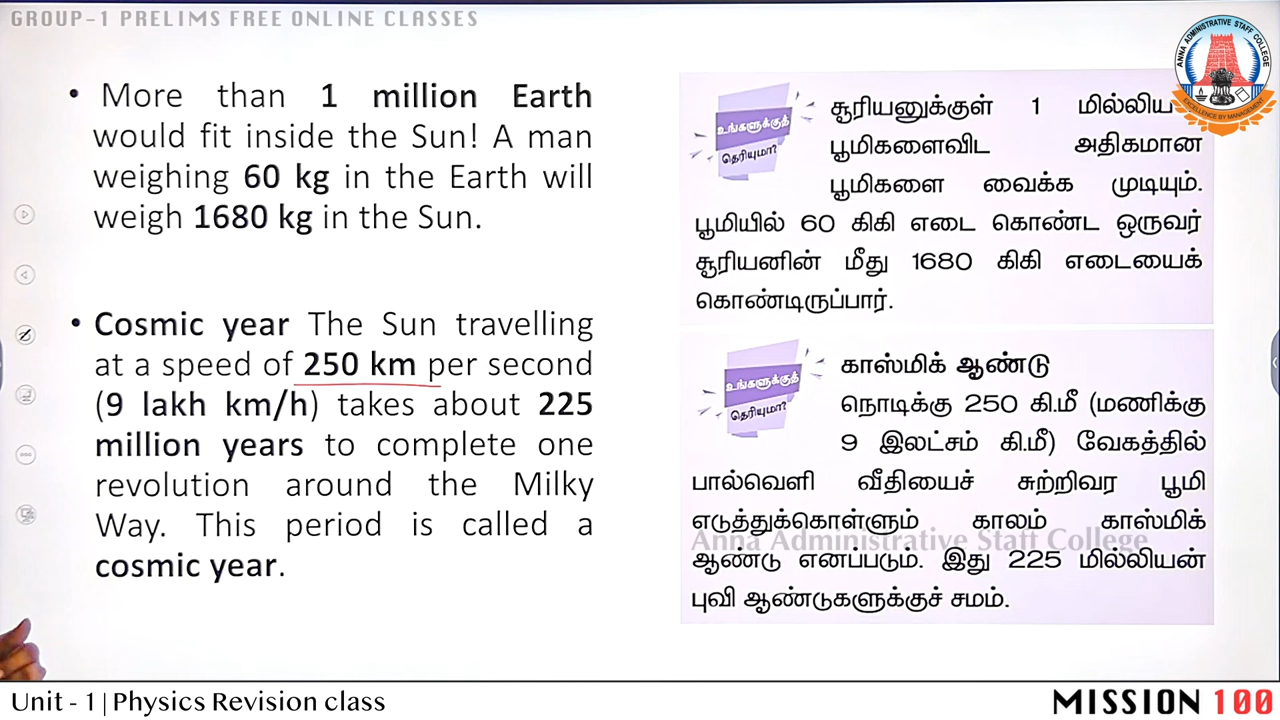 GROUP-1 PRELIMS FREE ONLINE CLASSES
ANNA ADMINISTRATIVE STAFF COLLEGE
EXCELLENCE BY MANAGEMENT
• More than 1 million Earth
would fit inside the Sun! A man
weighing 60 kg in the Earth will
weigh 1680 kg in the Sun.
• Cosmic year The Sun travelling
at a speed of 250 km per second
(9 lakh km/h) takes about 225
million years to complete one
revolution around the Milky
Way. This period is called a
cosmic year.
உங்களுக்குத்
தெரியுமா?
சூரியனுக்குள் 1
பூமிகளைவிட அதிகமான
பூமிகளை வைக்க முடியும்.
பூமியில் 60 கிகி எடை கொண்ட ஒருவர்
சூரியனின் மீது 1680 கிகி எடையைக்
கொண்டிருப்பார்.
உங்களுக்குத்
தெரியுமா?
காஸ்மிக் ஆண்டு
நொடிக்கு 250 கி.மீ (மணிக்கு
9 இலட்சம் கி.மீ) வேகத்தில்
பால்வெளி வீதியைச் சுற்றிவர பூமி
எடுத்துக்கொள்ளும் காலம் காஸ்மிக்
Anna Administrative Staff College
ஆண்டு எனப்படும். இது 225 மில்லியன்
புவி ஆண்டுகளுக்குச் சமம்.
Unit - 1 | Physics Revision class
MISSION 100